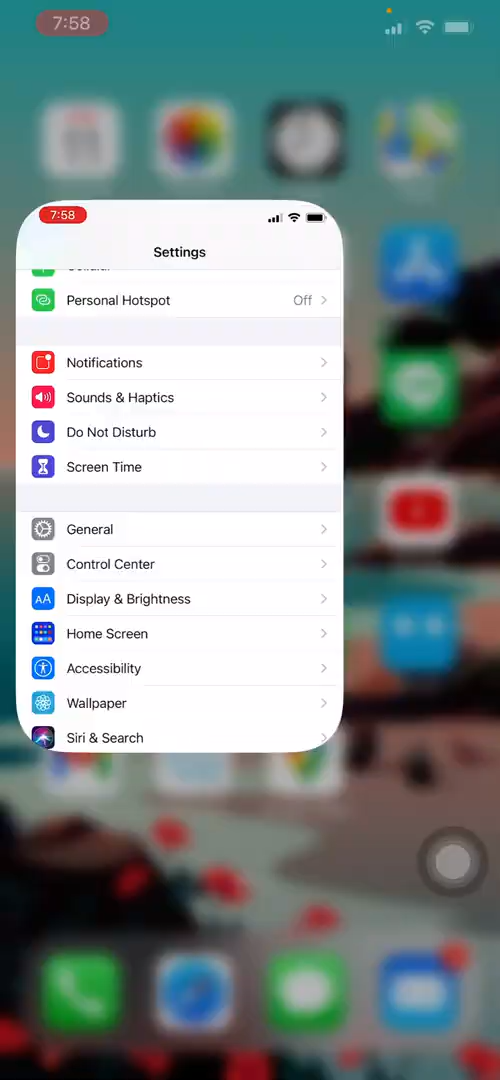 7:58
7:58
Settings
Personal Hotspot Off
Notifications
Sounds & Haptics
Do Not Disturb
Screen Time
General
Control Center
Display & Brightness
AA
Home Screen
Accessibility
Wallpaper
Siri & Search